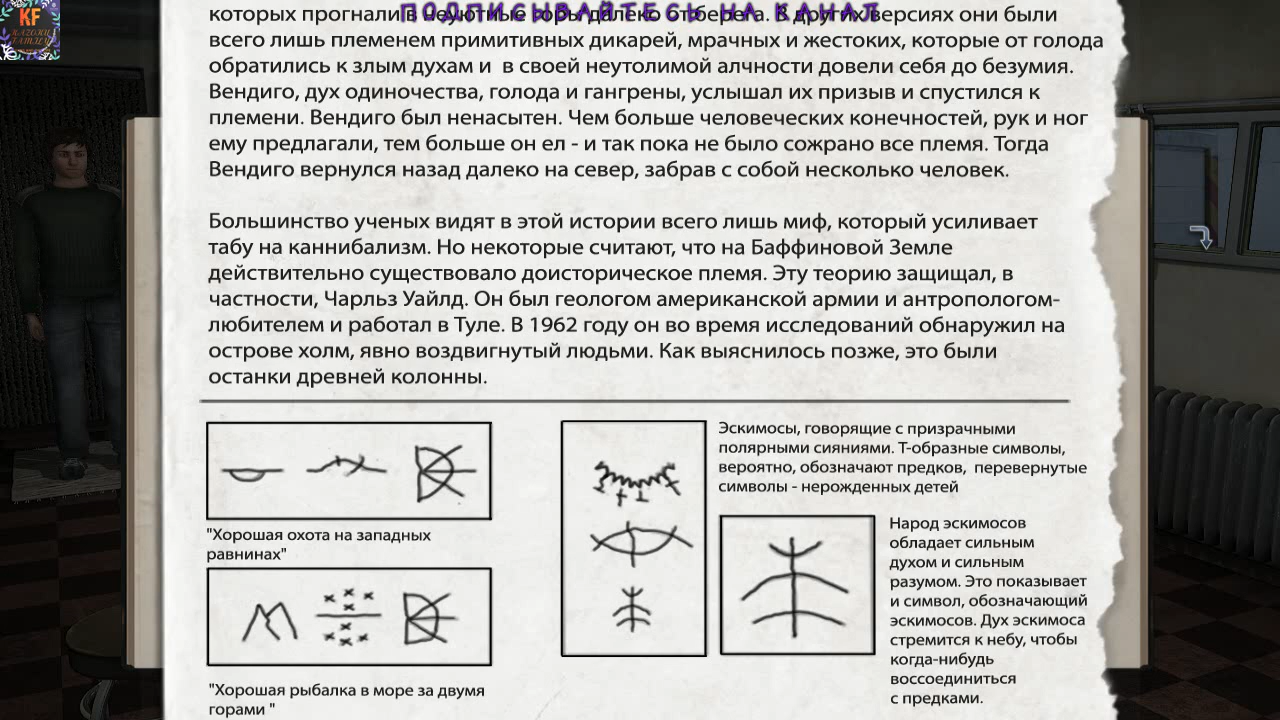 ПОДПИСЫВАЙТЕСЬ НА КАНАЛ
KF
KAZOKU
FAMILY
которых прогнали в неуютные горы далеко от берега. В других версиях они были
всего лишь племенем примитивных дикарей, мрачных и жестоких, которые от голода
обратились к злым духам и в своей неутолимой алчности довели себя до безумия.
Вендиго, дух одиночества, голода и гангрены, услышал их призыв и спустился к
племени. Вендиго был ненасытен. Чем больше человеческих конечностей, рук и ног
ему предлагали, тем больше он ел - и так пока не было сожрано все племя. Тогда
Вендиго вернулся назад далеко на север, забрав с собой несколько человек.
Большинство ученых видят в этой истории всего лишь миф, который усиливает
табу на каннибализм. Но некоторые считают, что на Баффиновой Земле
действительно существовало доисторическое племя. Эту теорию защищал, в
частности, Чарльз Уайлд. Он был геологом американской армии и антропологом-
любителем и работал в Туле. В 1962 году он во время исследований обнаружил на
острове холм, явно воздвигнутый людьми. Как выяснилось позже, это были
останки древней колонны.
"Хорошая охота на западных
равнинах"
"Хорошая рыбалка в море за двумя
горами "
Эскимосы, говорящие с призрачными
полярными сияниями. Т-образные символы,
вероятно, обозначают предков, перевернутые
символы - нерожденных детей
Народ эскимосов
обладает сильным
духом и сильным
разумом. Это показывает
и символ, обозначающий
эскимосов. Дух эскимоса
стремится к небу, чтобы
когда-нибудь
воссоединиться
с предками.